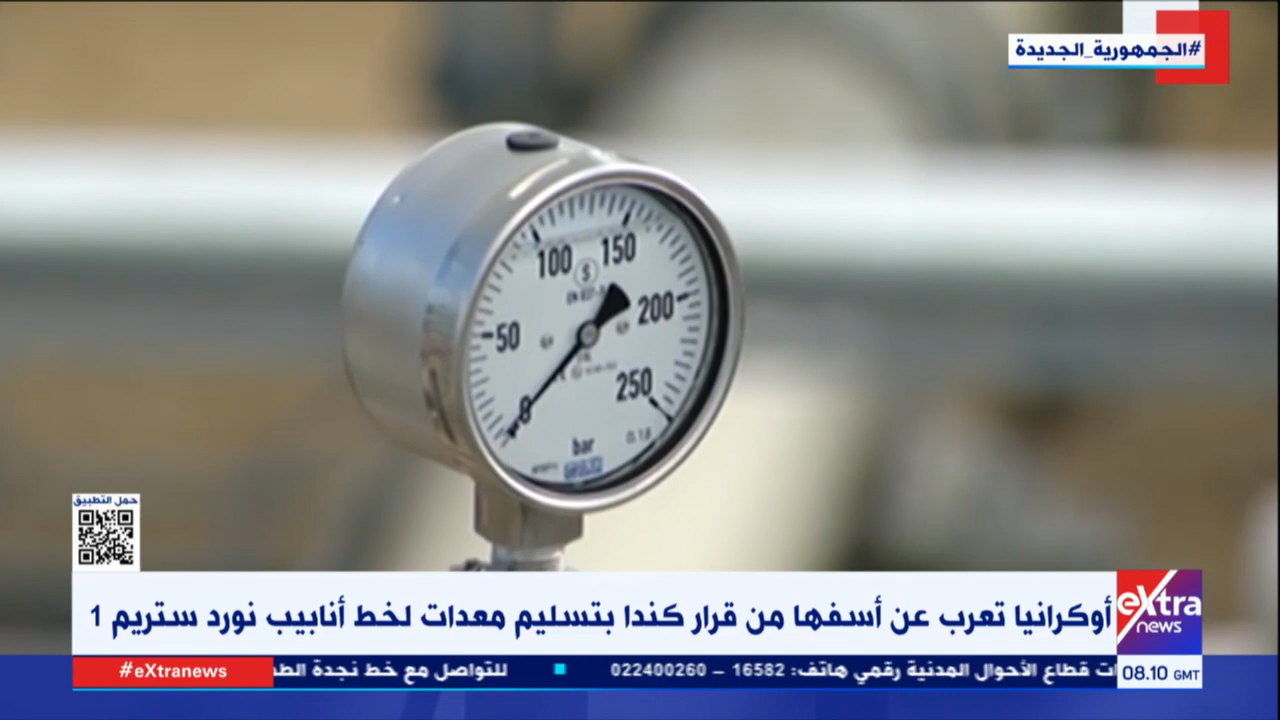 #الجمهورية_الجديدة
100
150
50
200
0
250
bar
حمل التطبيق
أوكرانيا تعرب عن أسفها من قرار كندا بتسليم معدات لخط أنابيب نورد ستريم 1
eXtra news
ات قطاع الأحوال المدنية رقمي هاتف: 16582 – 022400260 للتواصل مع خط نجدة الط
#eXtranews
08.10 GMT